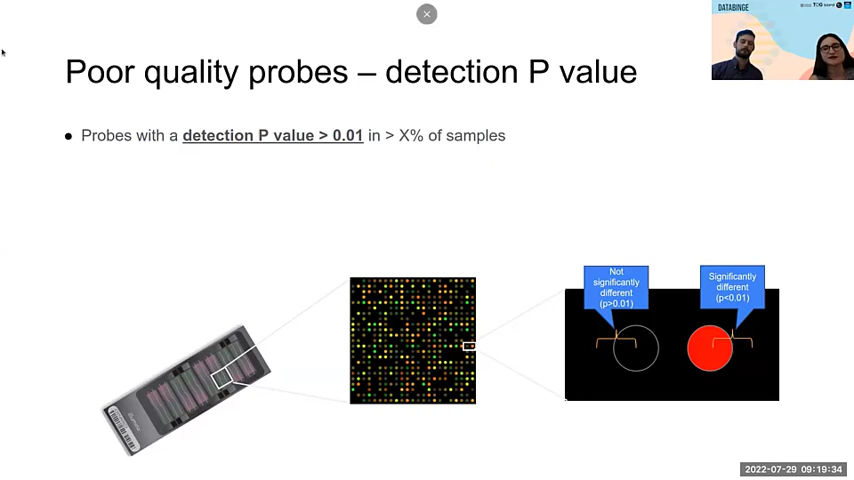 DATABINGE
Poor quality probes – detection P value
● Probes with a detection P value > 0.01 in > X% of samples
Not
significantly
different
(p>0.01)
Significantly
different
(p<0.01)
illumina
2022-07-29 09:19:34